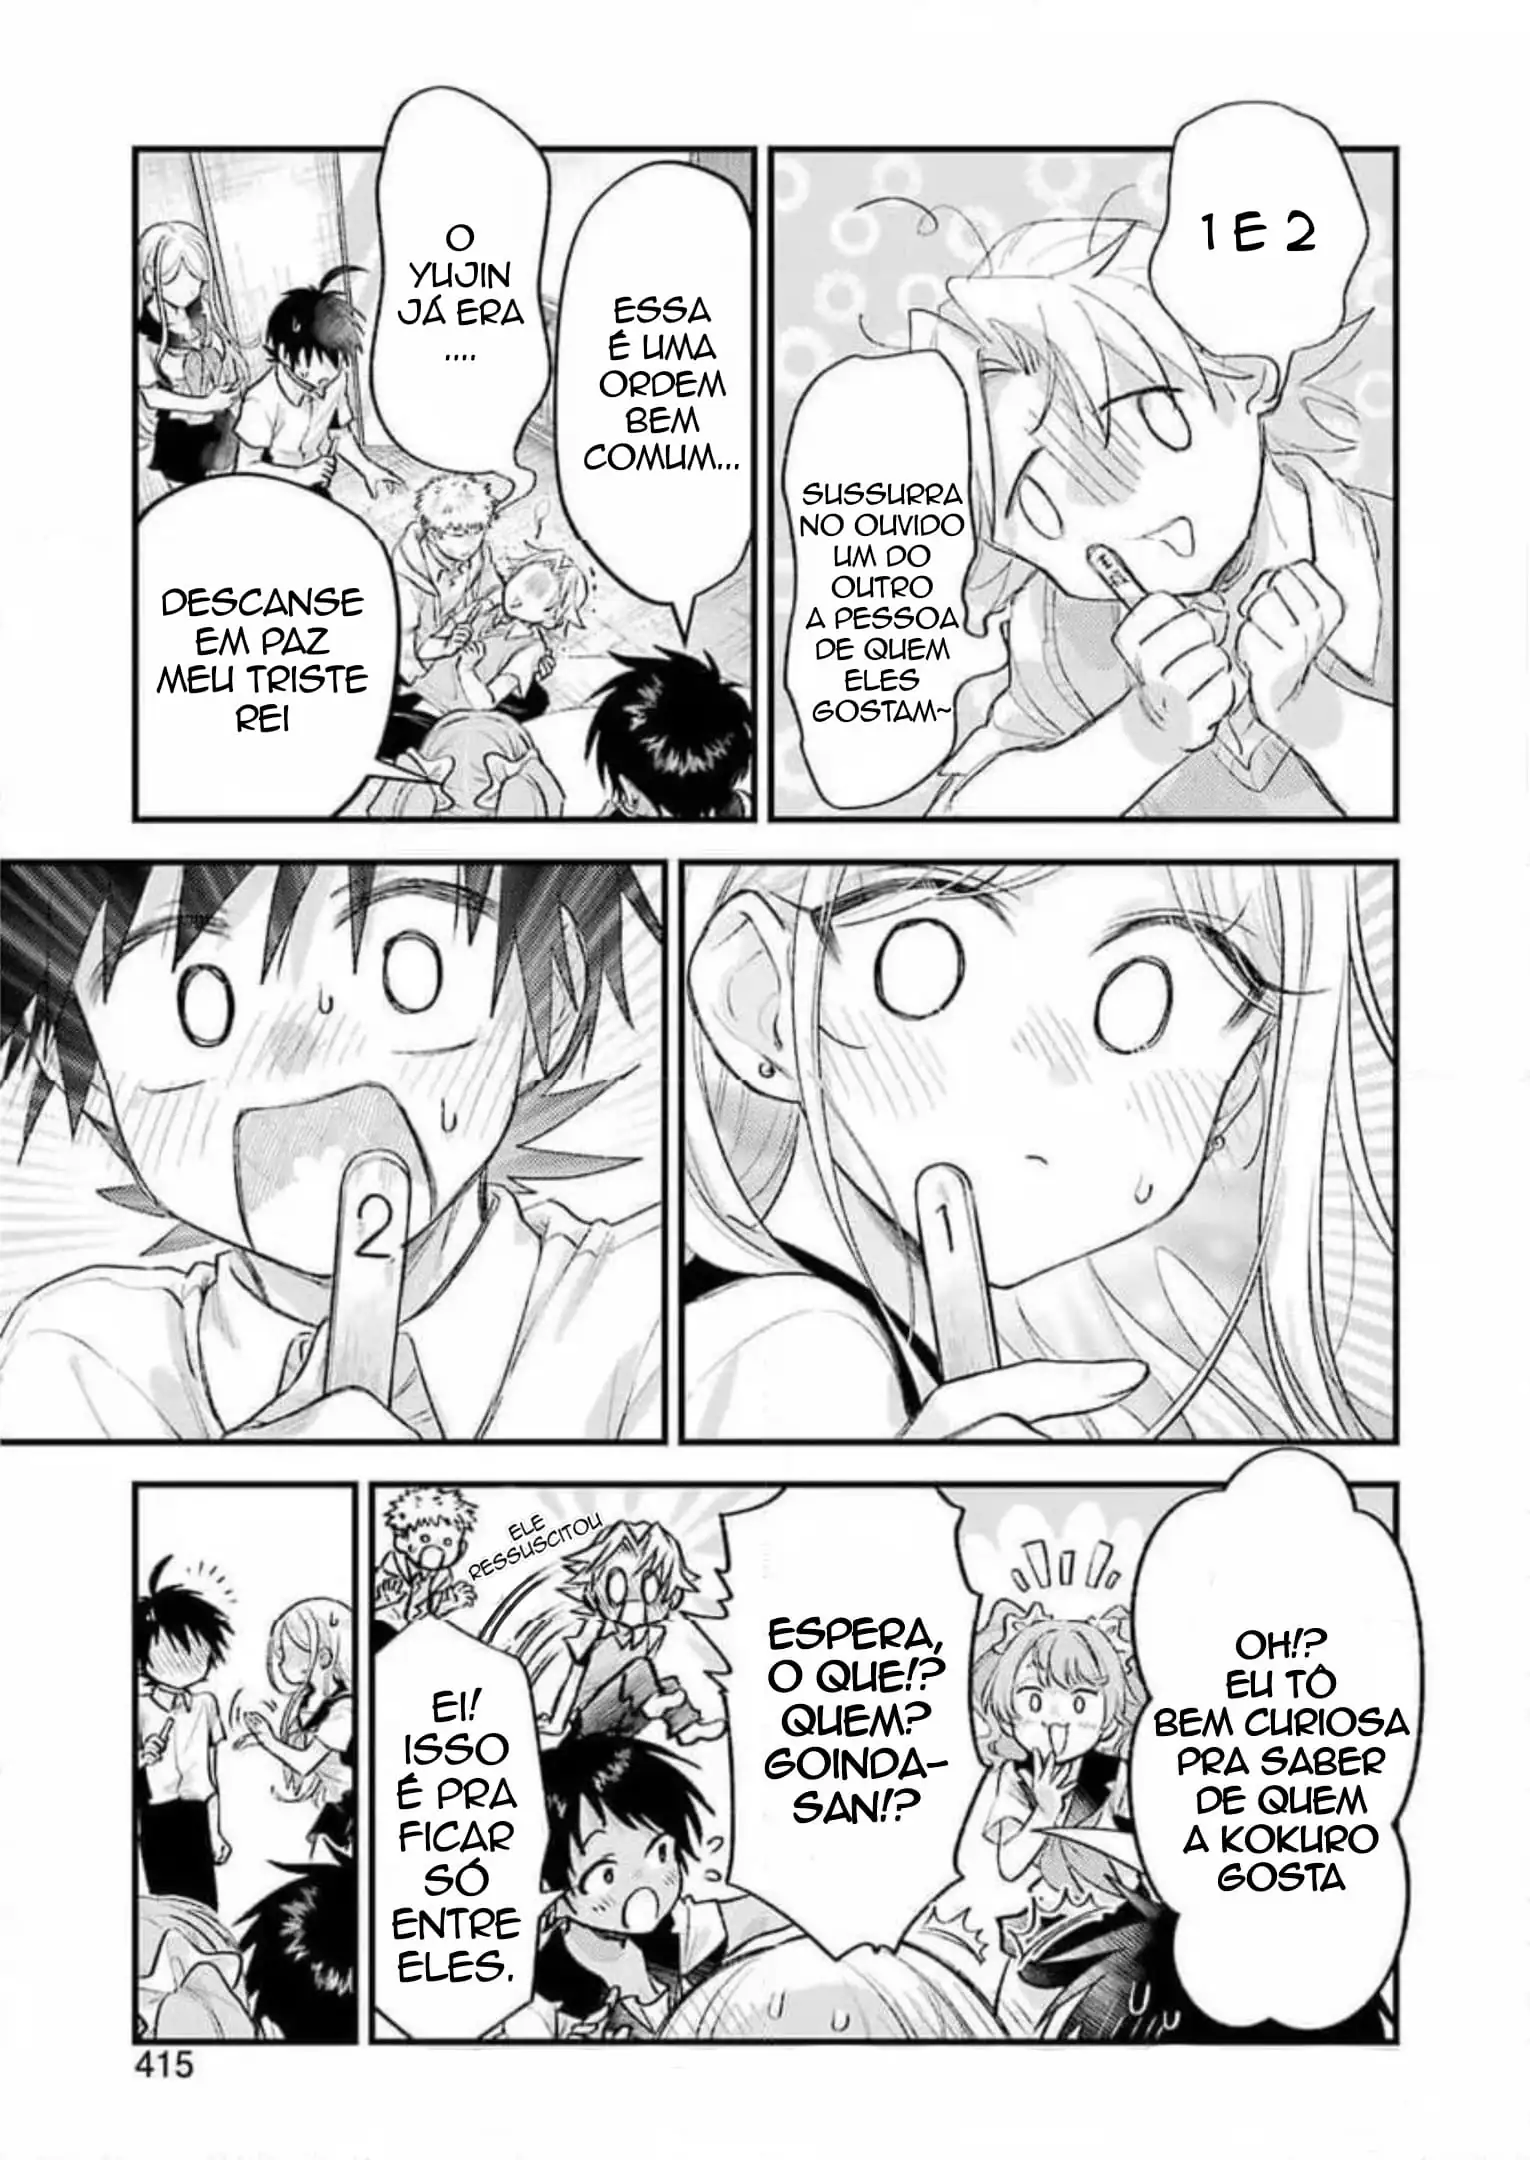 1 E 2
SUSSURRA
NO OUVIDO
UM DO
OUTRO
A PESSOA
DE QUEM
ELES
GOSTAM~
ESSA
É UMA
ORDEM
BEM
COMUM...
O
YUJIN
JÁ ERA
....
DESCANSE
EM PAZ
MEU TRISTE
REI
1
2
OH!?
EU TÔ
BEM CURIOSA
PRA SABER
DE QUEM
A KOKURO
GOSTA
ESPERA,
O QUE!?
QUEM?
GOINDA-
SAN!?
ELE
RESSUSCITOU
EI!
ISSO
É PRA
FICAR
SÓ
ENTRE
ELES.
415